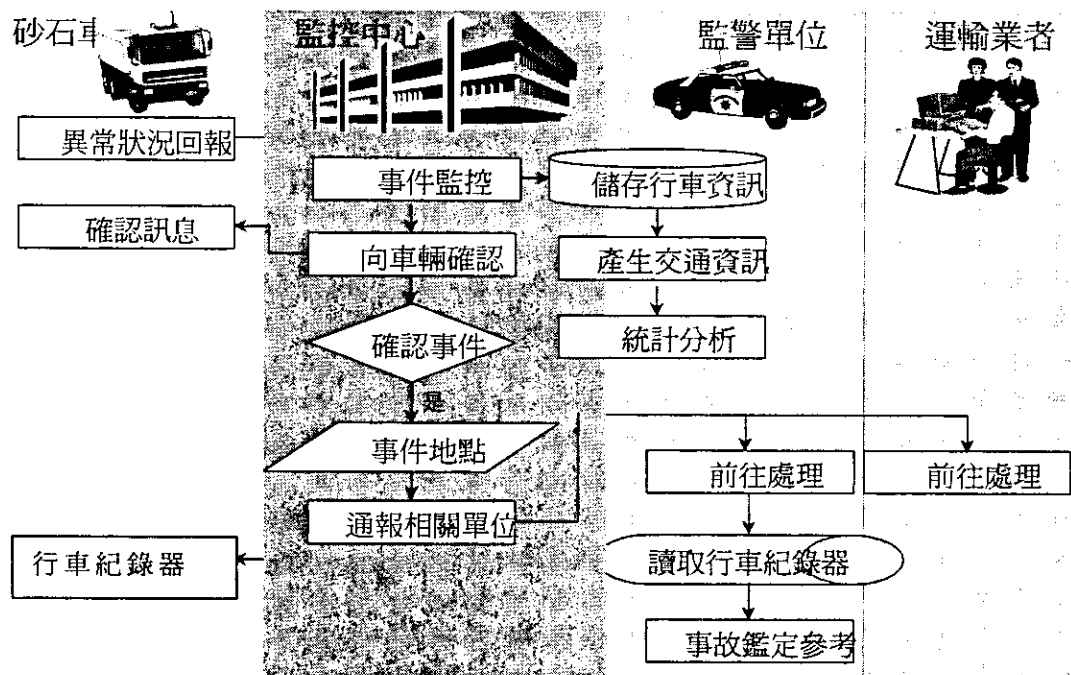 砂石車
監控中心
監警單位
運輸業者
異常狀況回報
事件監控
儲存行車資訊
確認訊息
向車輛確認
產生交通資訊
確認事件
統計分析
是
事件地點
前往處理
前往處理
通報相關單位
行車紀錄器
讀取行車紀錄器
事故鑑定參考